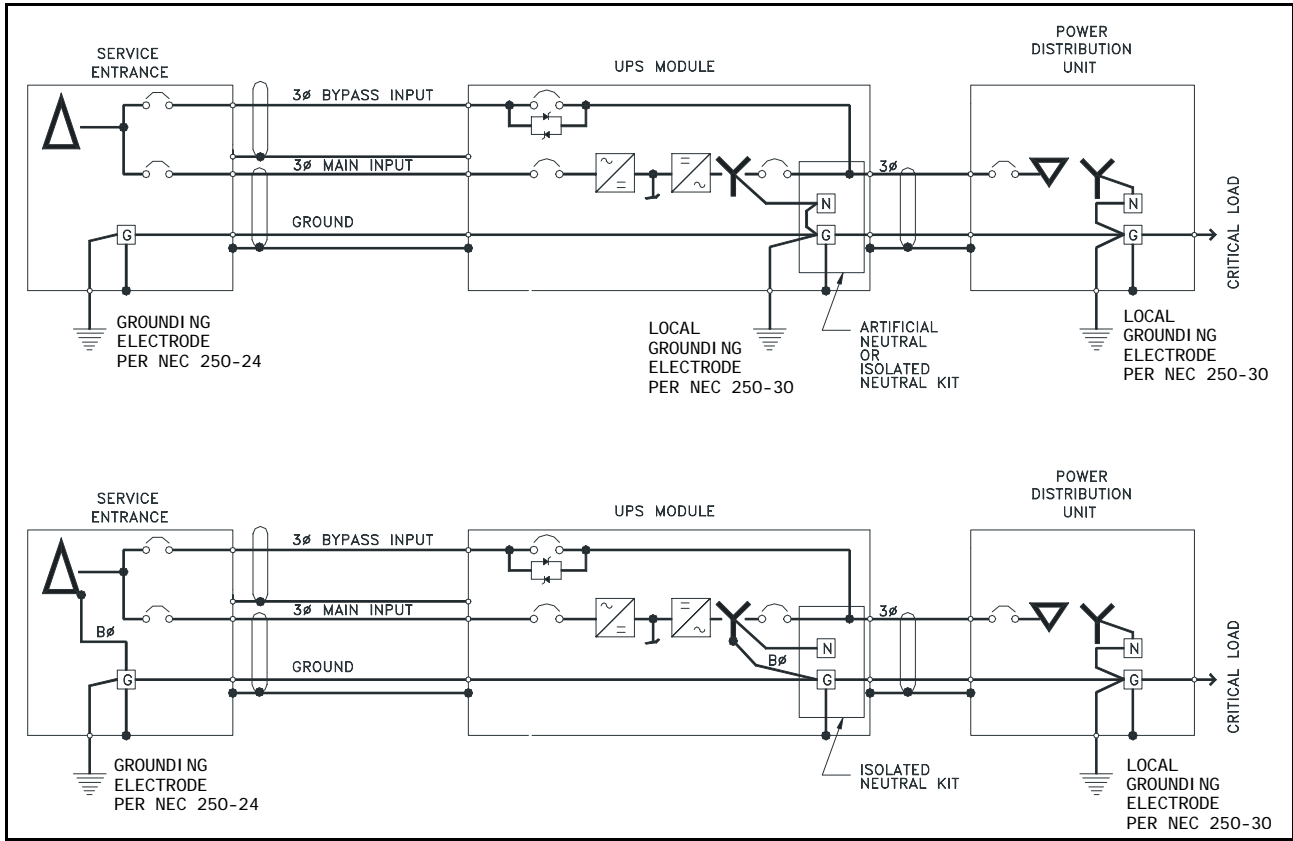 SERVICE
ENTRANCE
UPS MODULE
POWER
DISTRIBUTION
UNIT
3ø BYPASS INPUT
3ø MAIN INPUT
GROUND
3ø
N
N
G
G
G
CRITICAL LOAD
GROUNDING
ELECTRODE
PER NEC 250-24
LOCAL
GROUNDING
ELECTRODE
PER NEC 250-30
ARTIFICIAL
NEUTRAL
OR
ISOLATED
NEUTRAL KIT
LOCAL
GROUNDING
ELECTRODE
PER NEC 250-30
SERVICE
ENTRANCE
UPS MODULE
POWER
DISTRIBUTION
UNIT
3ø BYPASS INPUT
3ø MAIN INPUT
3ø
Bø
GROUND
Bø
N
N
G
G
G
CRITICAL LOAD
GROUNDING
ELECTRODE
PER NEC 250-24
ISOLATED
NEUTRAL KIT
LOCAL
GROUNDING
ELECTRODE
PER NEC 250-30